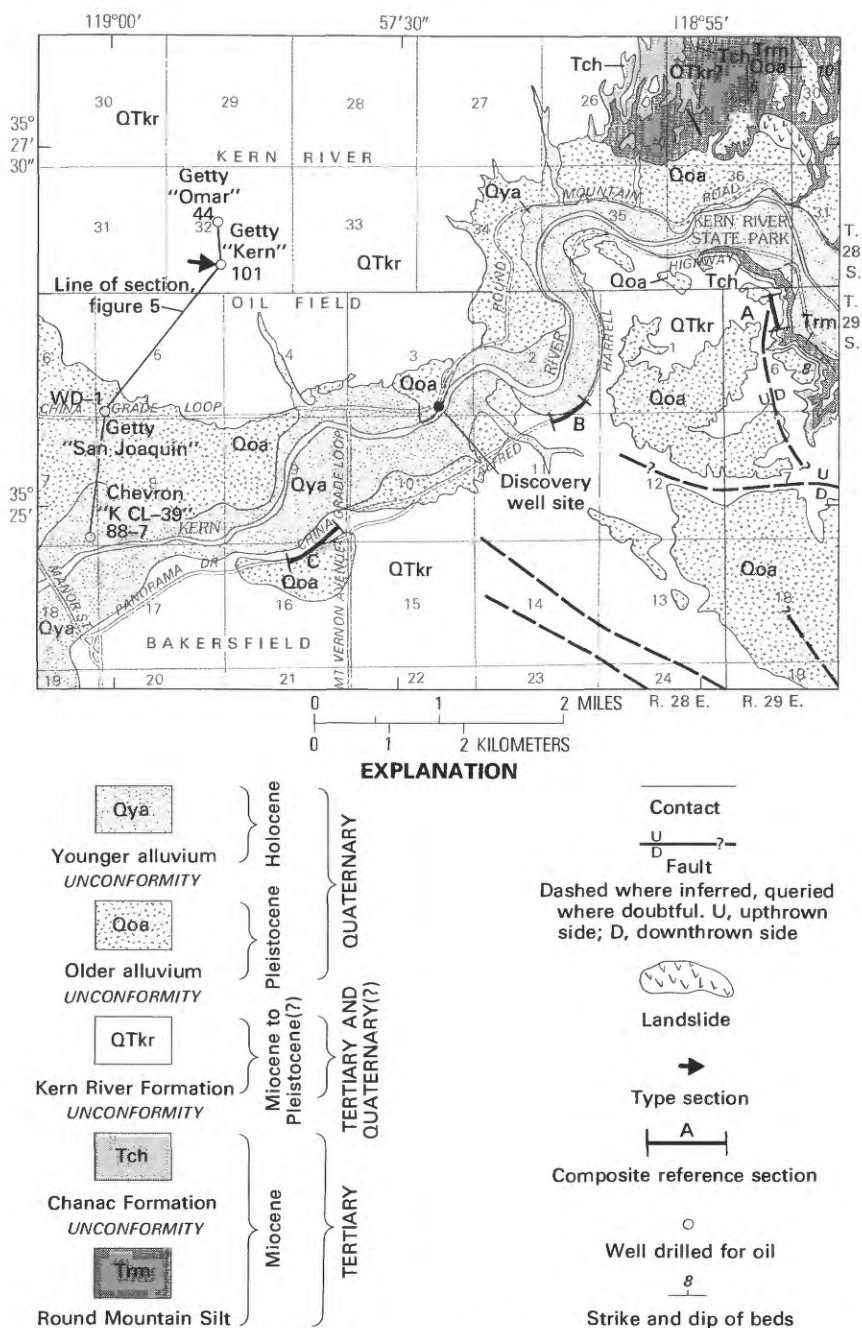 119°00′
57′30″
118°55′
30
29
28
27
26
30
QTkr
Tch
QTkr?
Tch
Trm
Qoa
10
35°
27′
30″
KERN RIVER
Getty
"Omar"
44
31
32
33
34
35
36
31
Getty
"Kern"
101
QTkr
Qya
Qoa
ROUND
MOUNTAIN
ROAD
KERN RIVER
STATE PARK
HIGHWAY
T.
28
S.
T.
29
S.
Line of section,
figure 5
OIL FIELD
Qoa
Tch
A
Trm
6
5
4
3
2
1
6
8
QTkr
Qoa
U
D
RIVER
HARRELL
ALFRED
WD-1
CHINA
GRADE
LOOP
Getty
"San Joaquin"
Qoa
Qoa
B
Discovery
well site
7
8
9
10
11
12
?
7
?
U
D
35°
25′
Chevron
"K CL-39"
88-7
KERN
Qya
CHINA
GRADE LOOP
C
MANOR ST
PANORAMA DR
MT VERNON AVENUE
Qoa
QTkr
Qoa
18
17
16
15
14
13
18
Qya
BAKERSFIELD
19
20
21
22
23
24
19
R. 28 E.
R. 29 E.
0
1
2 MILES
0
1
2 KILOMETERS
EXPLANATION
Qya
Younger alluvium
UNCONFORMITY
Holocene
QUATERNARY
Qoa
Older alluvium
UNCONFORMITY
Pleistocene
QTkr
Kern River Formation
UNCONFORMITY
Miocene to
Pleistocene(?)
TERTIARY AND
QUATERNARY(?)
Tch
Chanac Formation
UNCONFORMITY
Miocene
TERTIARY
Trm
Round Mountain Silt
Contact
U
D
?
Fault
Dashed where inferred, queried
where doubtful. U, upthrown
side; D, downthrown side
Landslide
Type section
A
Composite reference section
Well drilled for oil
8
Strike and dip of beds